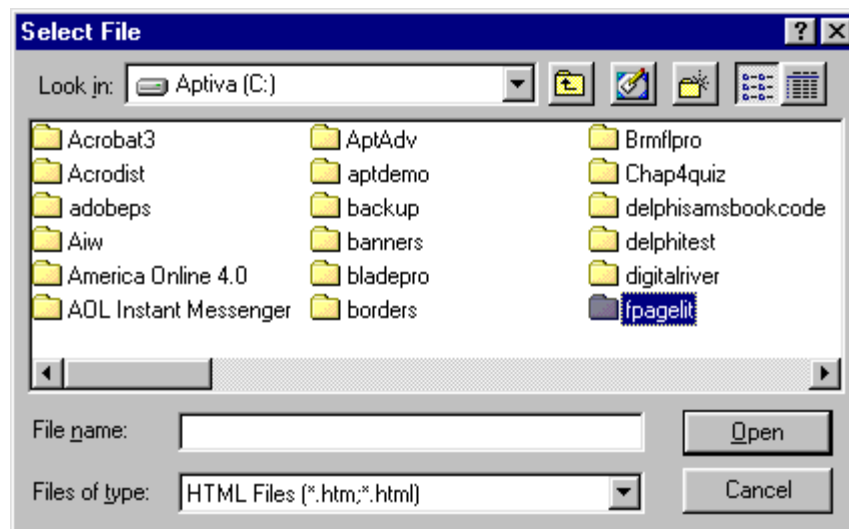 Select File
Look in: Aptiva (C:)
Acrobat3 AptAdv Brmflpro
Acrodist aptdemo Chap4quiz
adobeps backup delphisamsbookcode
Aiw banners delphitest
America Online 4.0 bladepro digitalriver
AOL Instant Messenger borders fpagelit
File name: Open
Files of type: HTML Files (*.htm;*.html) Cancel